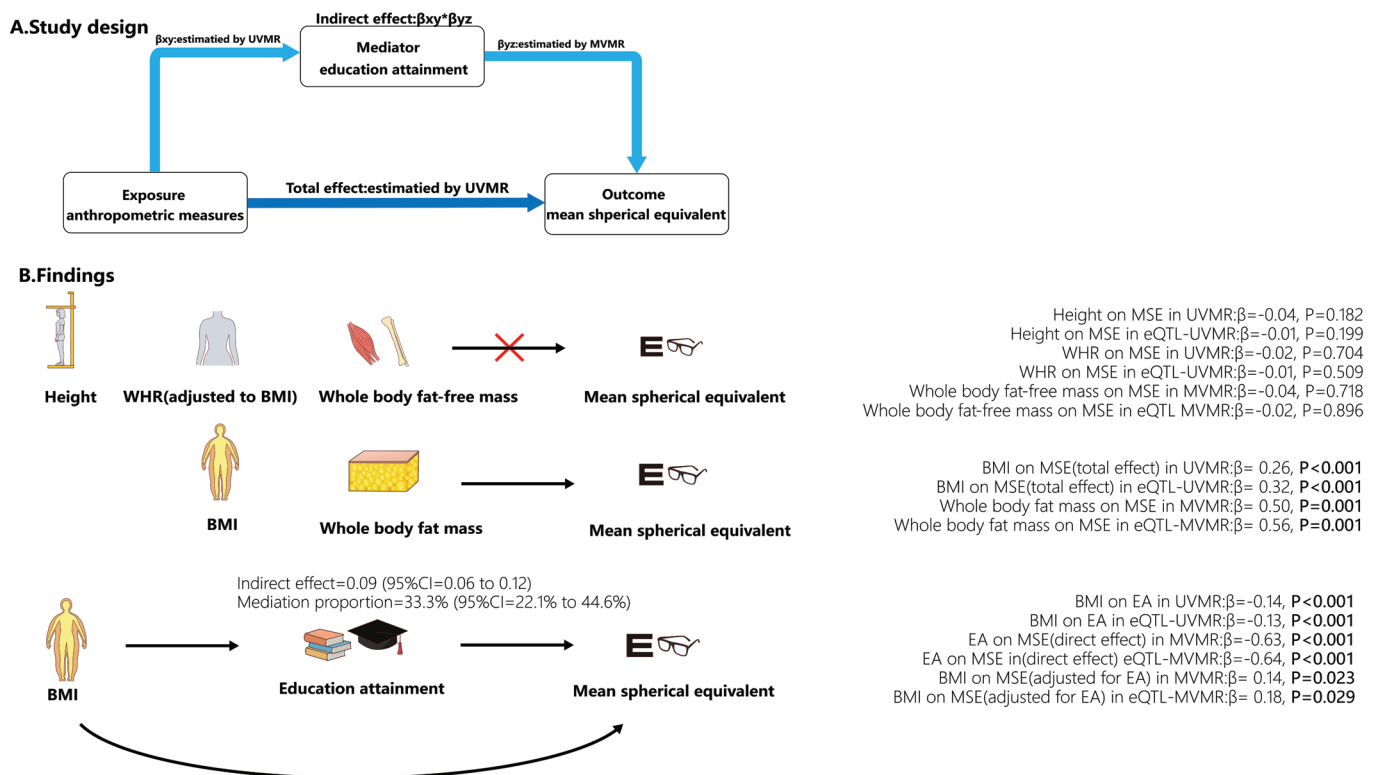 A.Study design
Indirect effect:βxy*βyz
βxy:estimatied by UVMR
βyz:estimatied by MVMR
Mediator
education attainment
Total effect:estimatied by UVMR
Exposure
anthropometric measures
Outcome
mean shperical equivalent
B.Findings
Height
WHR(adjusted to BMI)
Whole body fat-free mass
E
Mean spherical equivalent
Height on MSE in UVMR:β=-0.04, P=0.182
Height on MSE in eQTL-UVMR:β=-0.01, P=0.199
WHR on MSE in UVMR:β=-0.02, P=0.704
WHR on MSE in eQTL-UVMR:β=-0.01, P=0.509
Whole body fat-free mass on MSE in MVMR:β=-0.04, P=0.718
Whole body fat-free mass on MSE in eQTL MVMR:β=-0.02, P=0.896
BMI
Whole body fat mass
E
Mean spherical equivalent
BMI on MSE(total effect) in UVMR:β= 0.26, P<0.001
BMI on MSE(total effect) in eQTL-UVMR:β= 0.32, P<0.001
Whole body fat mass on MSE in MVMR:β= 0.50, P=0.001
Whole body fat mass on MSE in eQTL-MVMR:β= 0.56, P=0.001
Indirect effect=0.09 (95%CI=0.06 to 0.12)
Mediation proportion=33.3% (95%CI=22.1% to 44.6%)
BMI
Education attainment
E
Mean spherical equivalent
BMI on EA in UVMR:β=-0.14, P<0.001
BMI on EA in eQTL-UVMR:β=-0.13, P<0.001
EA on MSE(direct effect) in MVMR:β=-0.63, P<0.001
EA on MSE in(direct effect) eQTL-MVMR:β=-0.64, P<0.001
BMI on MSE(adjusted for EA) in MVMR:β= 0.14, P=0.023
BMI on MSE(adjusted for EA) in eQTL-MVMR:β= 0.18, P=0.029